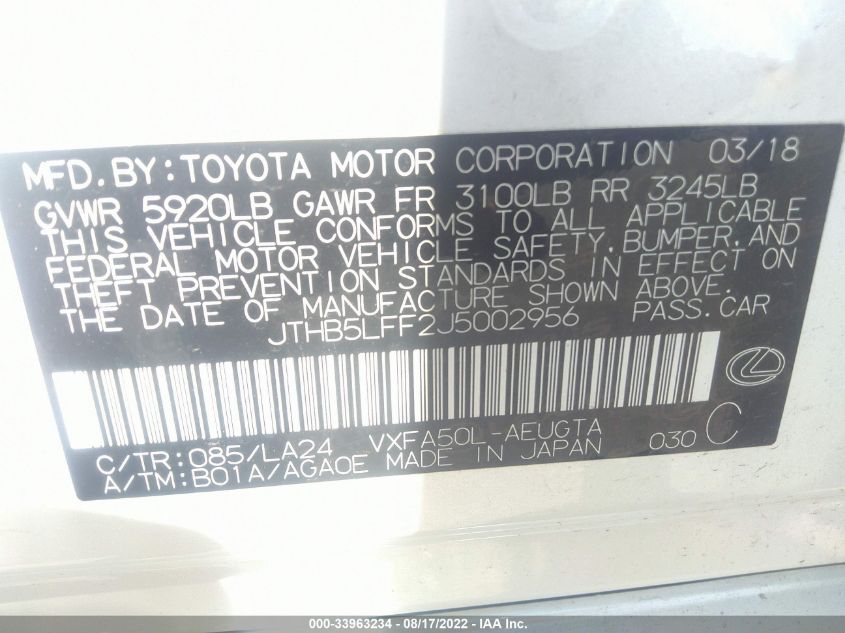 MFD. BY: TOYOTA MOTOR CORPORATION 03/18
GVWR 5920LB GAWR FR 3100LB RR 3245LB
THIS VEHICLE CONFORMS TO ALL APPLICABLE
FEDERAL MOTOR VEHICLE SAFETY, BUMPER, AND
THEFT PREVENTION STANDARDS IN EFFECT ON
THE DATE OF MANUFACTURE SHOWN ABOVE.
JTHB5LFF2J5002956 PASS. CAR
C/TR: 085/LA24 VXFA50L-AEUGTA
A/TM: B01A/AGA0E MADE IN JAPAN 030 C
000-33963234 - 08/17/2022 - IAA Inc.